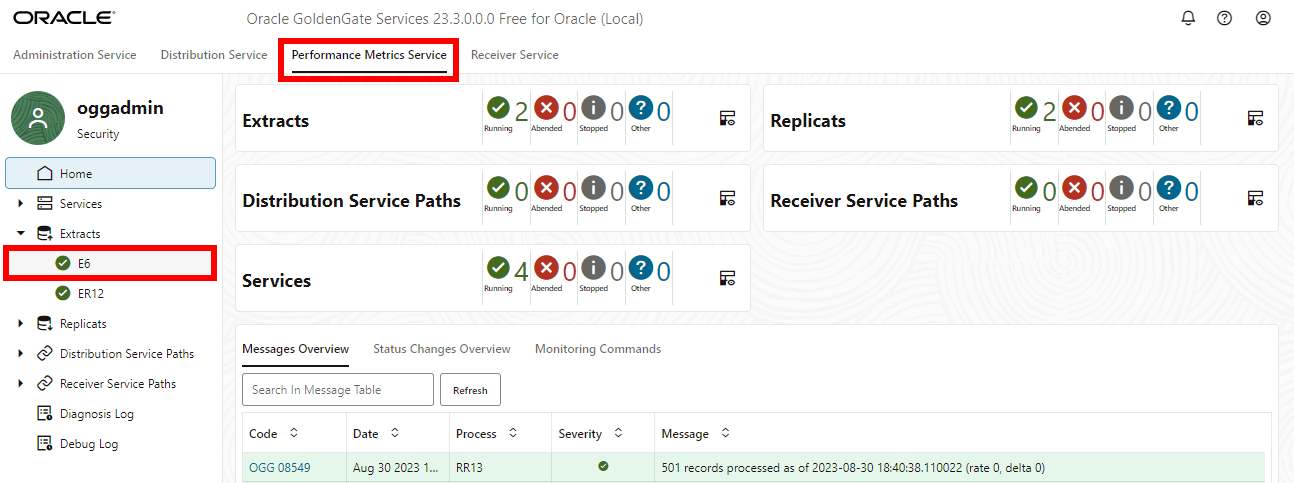 ORACLE
Oracle GoldenGate Services 23.3.0.0.0 Free for Oracle (Local)
Administration Service Distribution Service Performance Metrics Service Receiver Service
oggadmin
Security
Home
Services
Extracts
E6
ER12
Replicats
Distribution Service Paths
Receiver Service Paths
Diagnosis Log
Debug Log
Extracts 2 0 0 0
Running Abended Stopped Other
Replicats 2 0 0 0
Running Abended Stopped Other
Distribution Service Paths 0 0 0 0
Running Abended Stopped Other
Receiver Service Paths 0 0 0 0
Running Abended Stopped Other
Services 4 0 0 0
Running Abended Stopped Other
Messages Overview Status Changes Overview Monitoring Commands
Search In Message Table Refresh
Code Date Process Severity Message
OGG 08549 Aug 30 2023 1... RR13 501 records processed as of 2023-08-30 18:40:38.110022 (rate 0, delta 0)